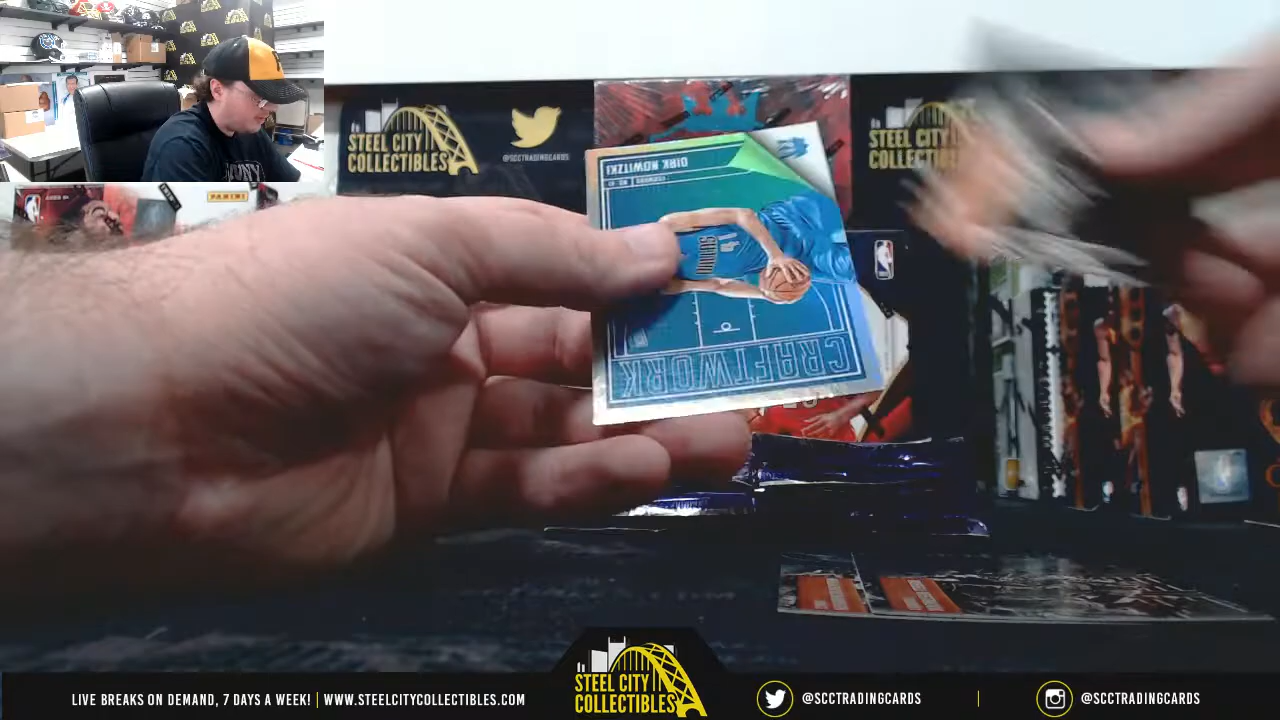 STEEL CITY
COLLECTIBLES
@SCCTRADINGCARDS
STEEL CITY
COLLECTIBLES
PANINI
DIRK NOWITZKI
41
CRAFTWORK
STEEL CITY
COLLECTIBLES
LIVE BREAKS ON DEMAND, 7 DAYS A WEEK! | WWW.STEELCITYCOLLECTIBLES.COM
@SCCTRADINGCARDS | @SCCTRADINGCARDS